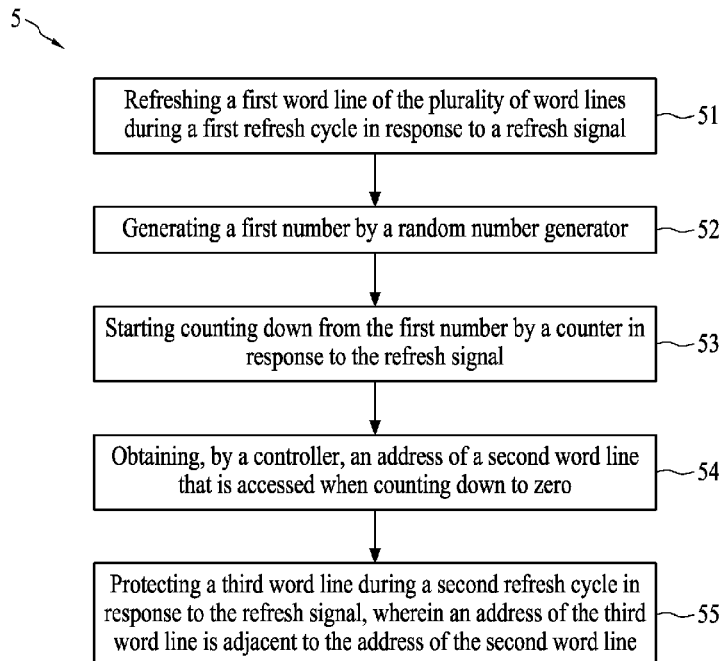 5
Refreshing a first word line of the plurality of word lines
during a first refresh cycle in response to a refresh signal
51
Generating a first number by a random number generator
52
Starting counting down from the first number by a counter in
response to the refresh signal
53
Obtaining, by a controller, an address of a second word line
that is accessed when counting down to zero
54
Protecting a third word line during a second refresh cycle in
response to the refresh signal, wherein an address of the third
word line is adjacent to the address of the second word line
55